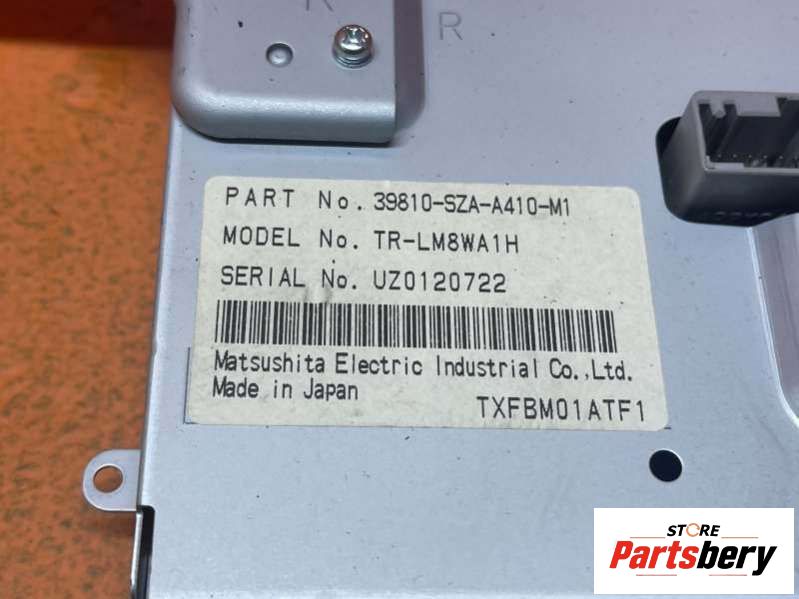 R
R
PART No. 39810-SZA-A410-M1
MODEL No. TR-LM8WA1H
SERIAL No. UZ0120722
Matsushita Electric Industrial Co.,Ltd.
Made in Japan
TXFBM01ATF1
STORE
Partsbery